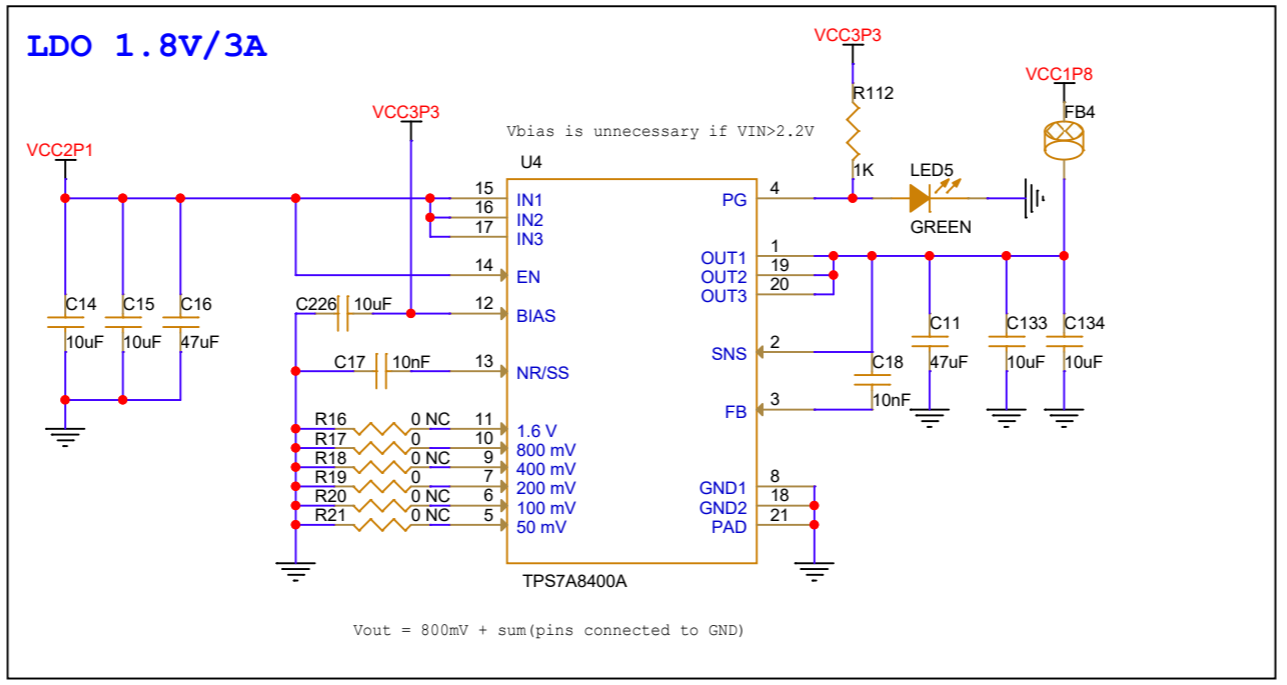 LDO 1.8V/3A
VCC3P3
VCC1P8
R112
FB4
VCC3P3
Vbias is unnecessary if VIN>2.2V
VCC2P1
U4
1K
LED5
15
IN1
PG
4
16
IN2
GREEN
17
IN3
OUT1
1
14
EN
OUT2
19
OUT3
20
C14
C15
C16
C226
10uF
12
BIAS
C11
C133
C134
10uF
10uF
47uF
SNS
2
C17
10nF
13
NR/SS
C18
47uF
10uF
10uF
FB
3
10nF
R16
0 NC
11
1.6 V
R17
0
10
800 mV
R18
0 NC
9
400 mV
R19
0
7
200 mV
GND1
8
R20
0 NC
6
100 mV
GND2
18
R21
0 NC
5
50 mV
PAD
21
TPS7A8400A
Vout = 800mV + sum(pins connected to GND)